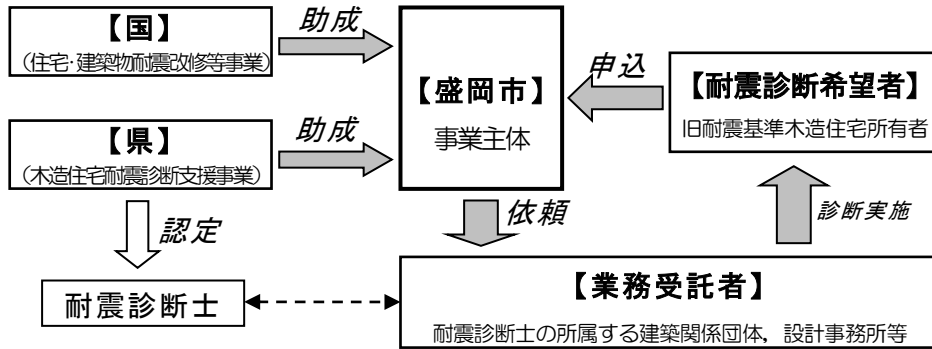 【国】
(住宅・建築物耐震改修等事業)
助成
【盛岡市】
事業主体
申込
【耐震診断希望者】
旧耐震基準木造住宅所有者
【県】
(木造住宅耐震診断支援事業)
助成
認定
依頼
診断実施
耐震診断士
【業務受託者】
耐震診断士の所属する建築関係団体，設計事務所等